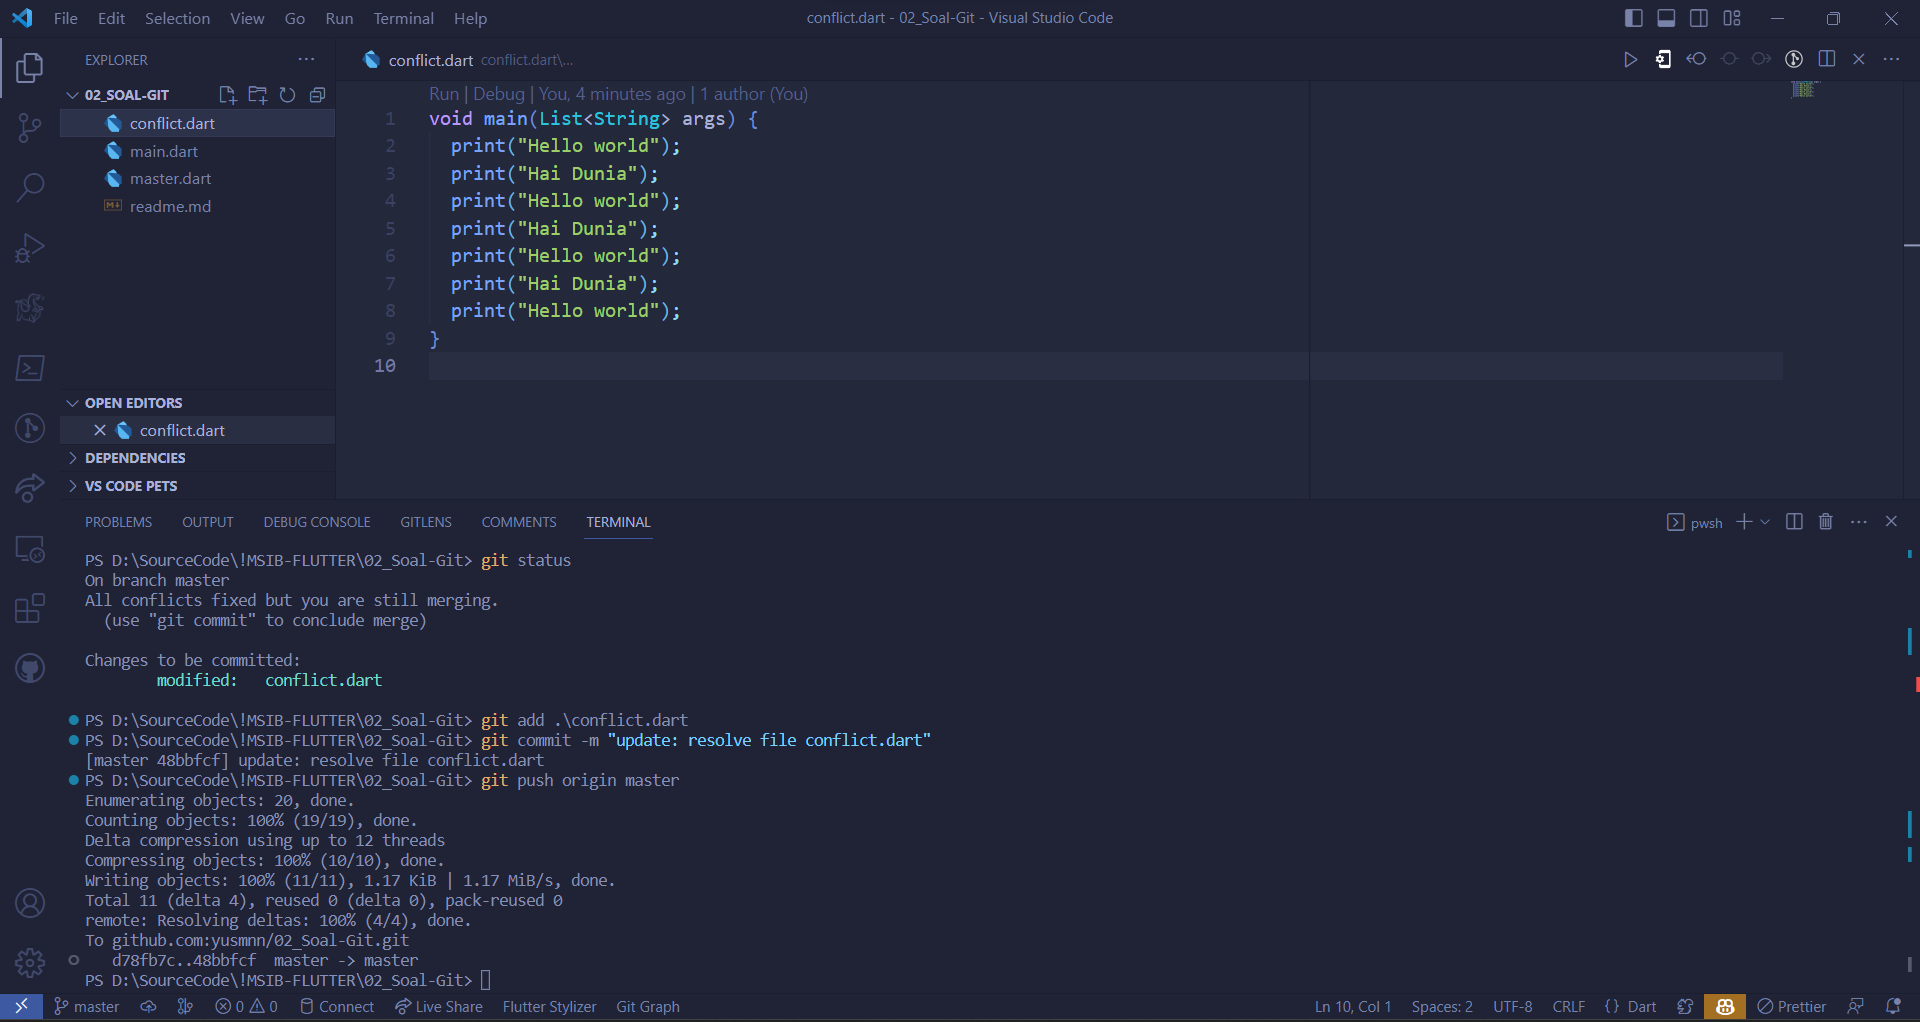 File Edit Selection View Go Run Terminal Help
conflict.dart - 02_Soal-Git - Visual Studio Code
EXPLORER
02_SOAL-GIT
conflict.dart
main.dart
master.dart
readme.md
OPEN EDITORS
conflict.dart
DEPENDENCIES
VS CODE PETS
conflict.dart conflict.dart\...
Run | Debug | You, 4 minutes ago | 1 author (You)
1 void main(List<String> args) {
2 print("Hello world");
3 print("Hai Dunia");
4 print("Hello world");
5 print("Hai Dunia");
6 print("Hello world");
7 print("Hai Dunia");
8 print("Hello world");
9 }
10
PROBLEMS OUTPUT DEBUG CONSOLE GITLENS COMMENTS TERMINAL
pwsh
PS D:\SourceCode\!MSIB-FLUTTER\02_Soal-Git> git status
On branch master
All conflicts fixed but you are still merging.
(use "git commit" to conclude merge)
Changes to be committed:
modified: conflict.dart
PS D:\SourceCode\!MSIB-FLUTTER\02_Soal-Git> git add .\conflict.dart
PS D:\SourceCode\!MSIB-FLUTTER\02_Soal-Git> git commit -m "update: resolve file conflict.dart"
[master 48bbfcf] update: resolve file conflict.dart
PS D:\SourceCode\!MSIB-FLUTTER\02_Soal-Git> git push origin master
Enumerating objects: 20, done.
Counting objects: 100% (19/19), done.
Delta compression using up to 12 threads
Compressing objects: 100% (10/10), done.
Writing objects: 100% (11/11), 1.17 KiB | 1.17 MiB/s, done.
Total 11 (delta 4), reused 0 (delta 0), pack-reused 0
remote: Resolving deltas: 100% (4/4), done.
To github.com:yusmnn/02_Soal-Git.git
d78fb7c..48bbfcf master -> master
PS D:\SourceCode\!MSIB-FLUTTER\02_Soal-Git>
master 0 0 Connect Live Share Flutter Stylizer Git Graph
Ln 10, Col 1 Spaces: 2 UTF-8 CRLF {} Dart Prettier